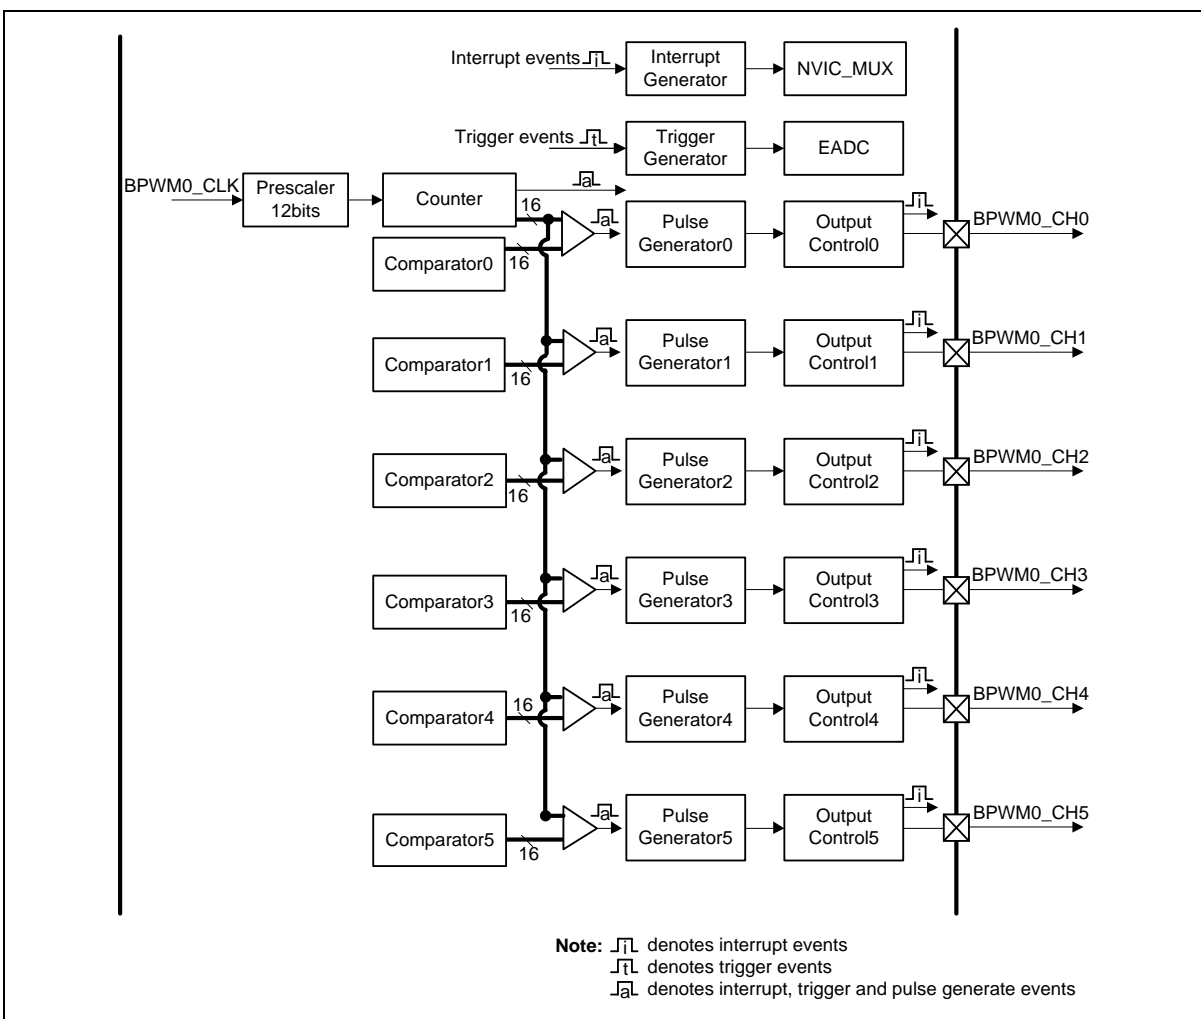 Interrupt events
i
Interrupt
Generator
NVIC_MUX
Trigger events
t
Trigger
Generator
EADC
BPWM0_CLK
Prescaler
12bits
Counter
a
16
Comparator0
16
a
Pulse
Generator0
Output
Control0
i
BPWM0_CH0
Comparator1
16
a
Pulse
Generator1
Output
Control1
i
BPWM0_CH1
Comparator2
16
a
Pulse
Generator2
Output
Control2
i
BPWM0_CH2
Comparator3
16
a
Pulse
Generator3
Output
Control3
i
BPWM0_CH3
Comparator4
16
a
Pulse
Generator4
Output
Control4
i
BPWM0_CH4
Comparator5
16
a
Pulse
Generator5
Output
Control5
i
BPWM0_CH5
Note: i denotes interrupt events
t denotes trigger events
a denotes interrupt, trigger and pulse generate events